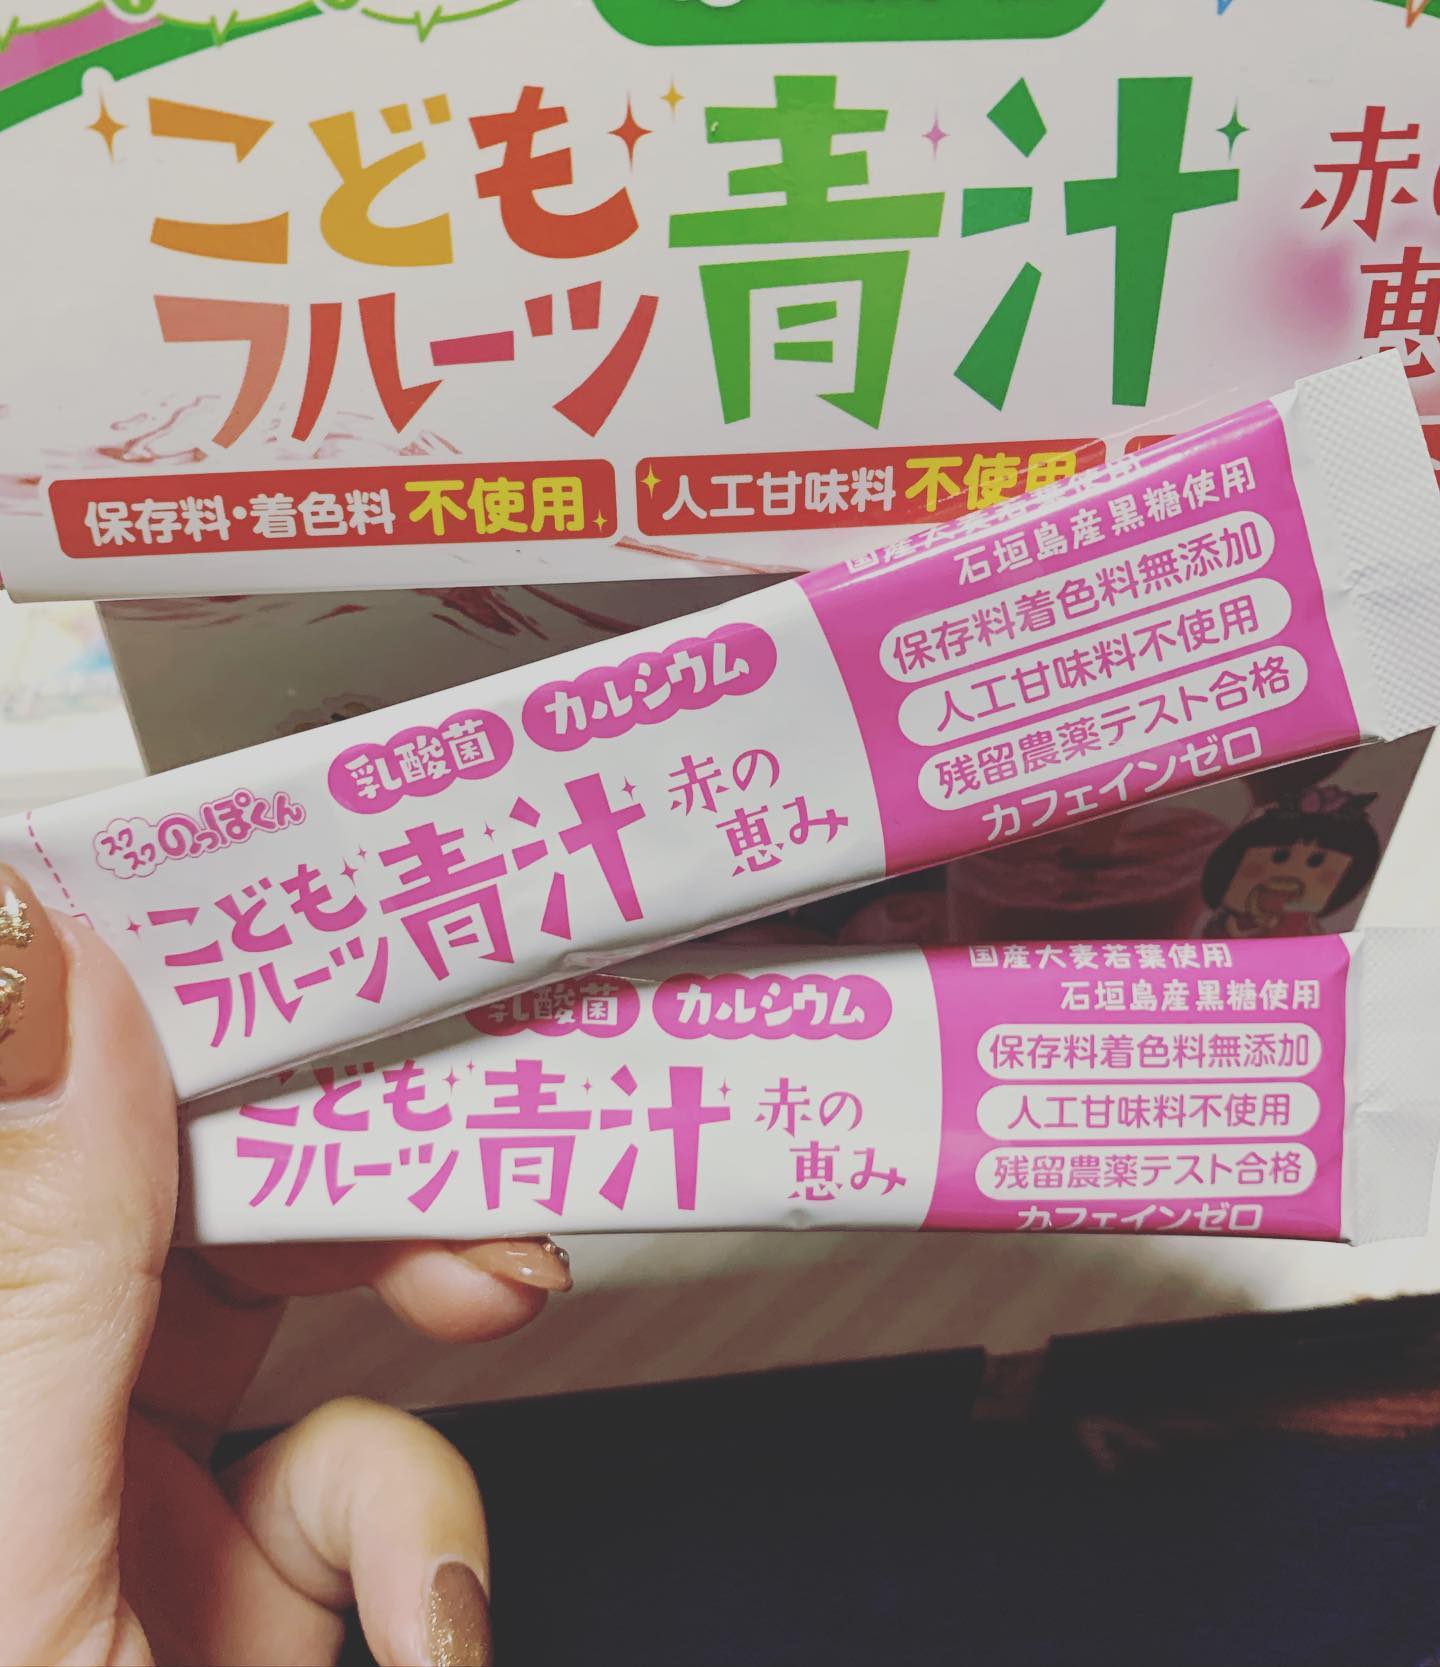 こども
フルーツ
青汁
赤の
恵
保存料・着色料 不使用
人工甘味料 不使用
スクスク のっぽくん
乳酸菌 カルシウム
こども
フルーツ
青汁
赤の
恵み
国産大麦若葉使用
石垣島産黒糖使用
保存料着色料無添加
人工甘味料不使用
残留農薬テスト合格
カフェインゼロ
乳酸菌 カルシウム
こども
フルーツ
青汁
赤の
恵み
国産大麦若葉使用
石垣島産黒糖使用
保存料着色料無添加
人工甘味料不使用
残留農薬テスト合格
カフェインゼロ